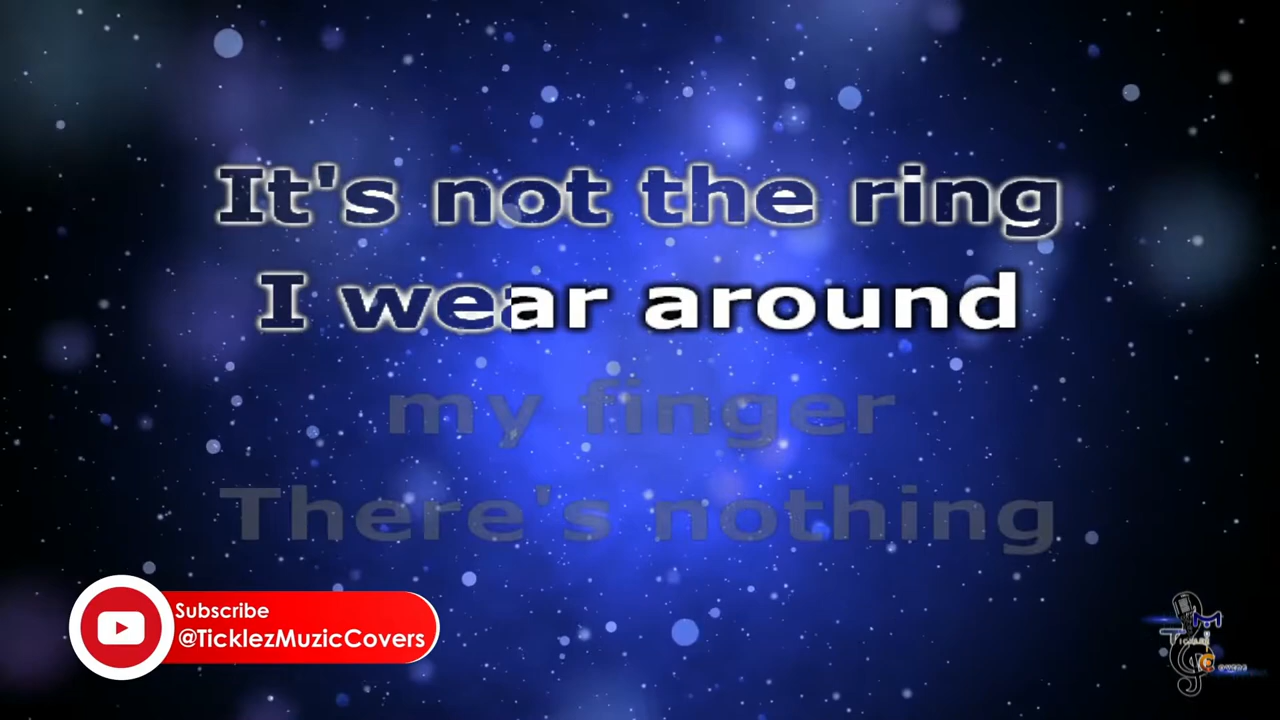 It's not the ring
I wear around
my finger
There's nothing
Subscribe
@TicklezMuzicCovers